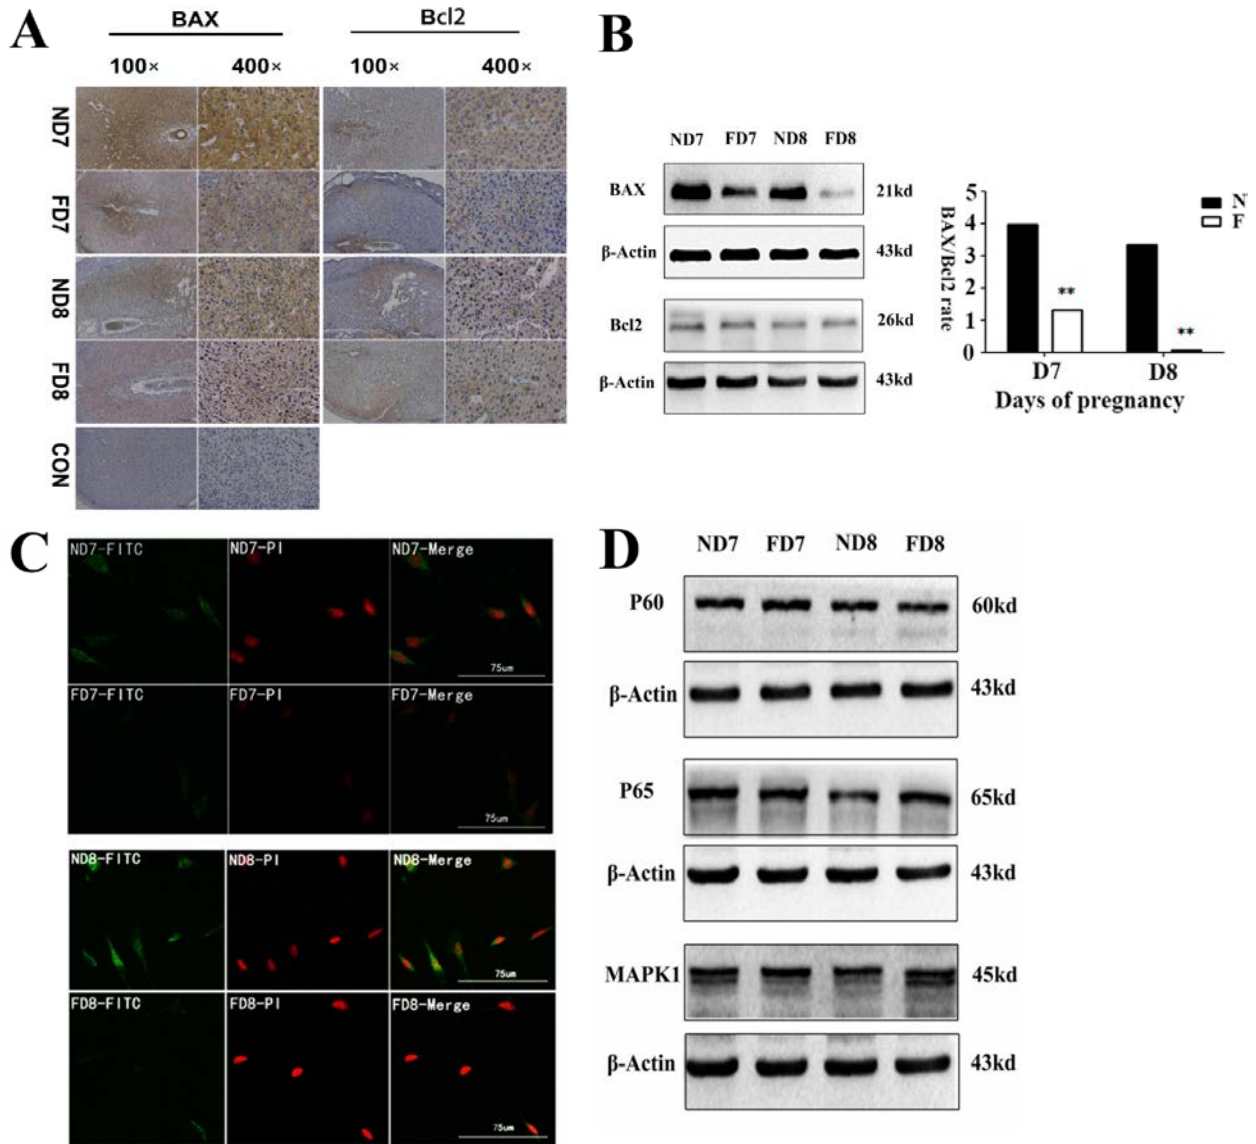 A
BAX
Bcl2
100×
400×
100×
400×
ND7
FD7
ND8
FD8
CON
B
ND7 FD7 ND8 FD8
BAX
21kd
β-Actin
43kd
Bcl2
26kd
β-Actin
43kd
BAX/Bcl2 rate
5
4
3
2
1
0
**
**
D7
D8
Days of pregnancy
N
F
C
ND7-FITC
ND7-PI
ND7-Merge
75um
FD7-FITC
FD7-PI
FD7-Merge
75um
ND8-FITC
ND8-PI
ND8-Merge
75um
FD8-FITC
FD8-PI
FD8-Merge
75um
D
ND7 FD7 ND8 FD8
P60
60kd
β-Actin
43kd
P65
65kd
β-Actin
43kd
MAPK1
45kd
β-Actin
43kd